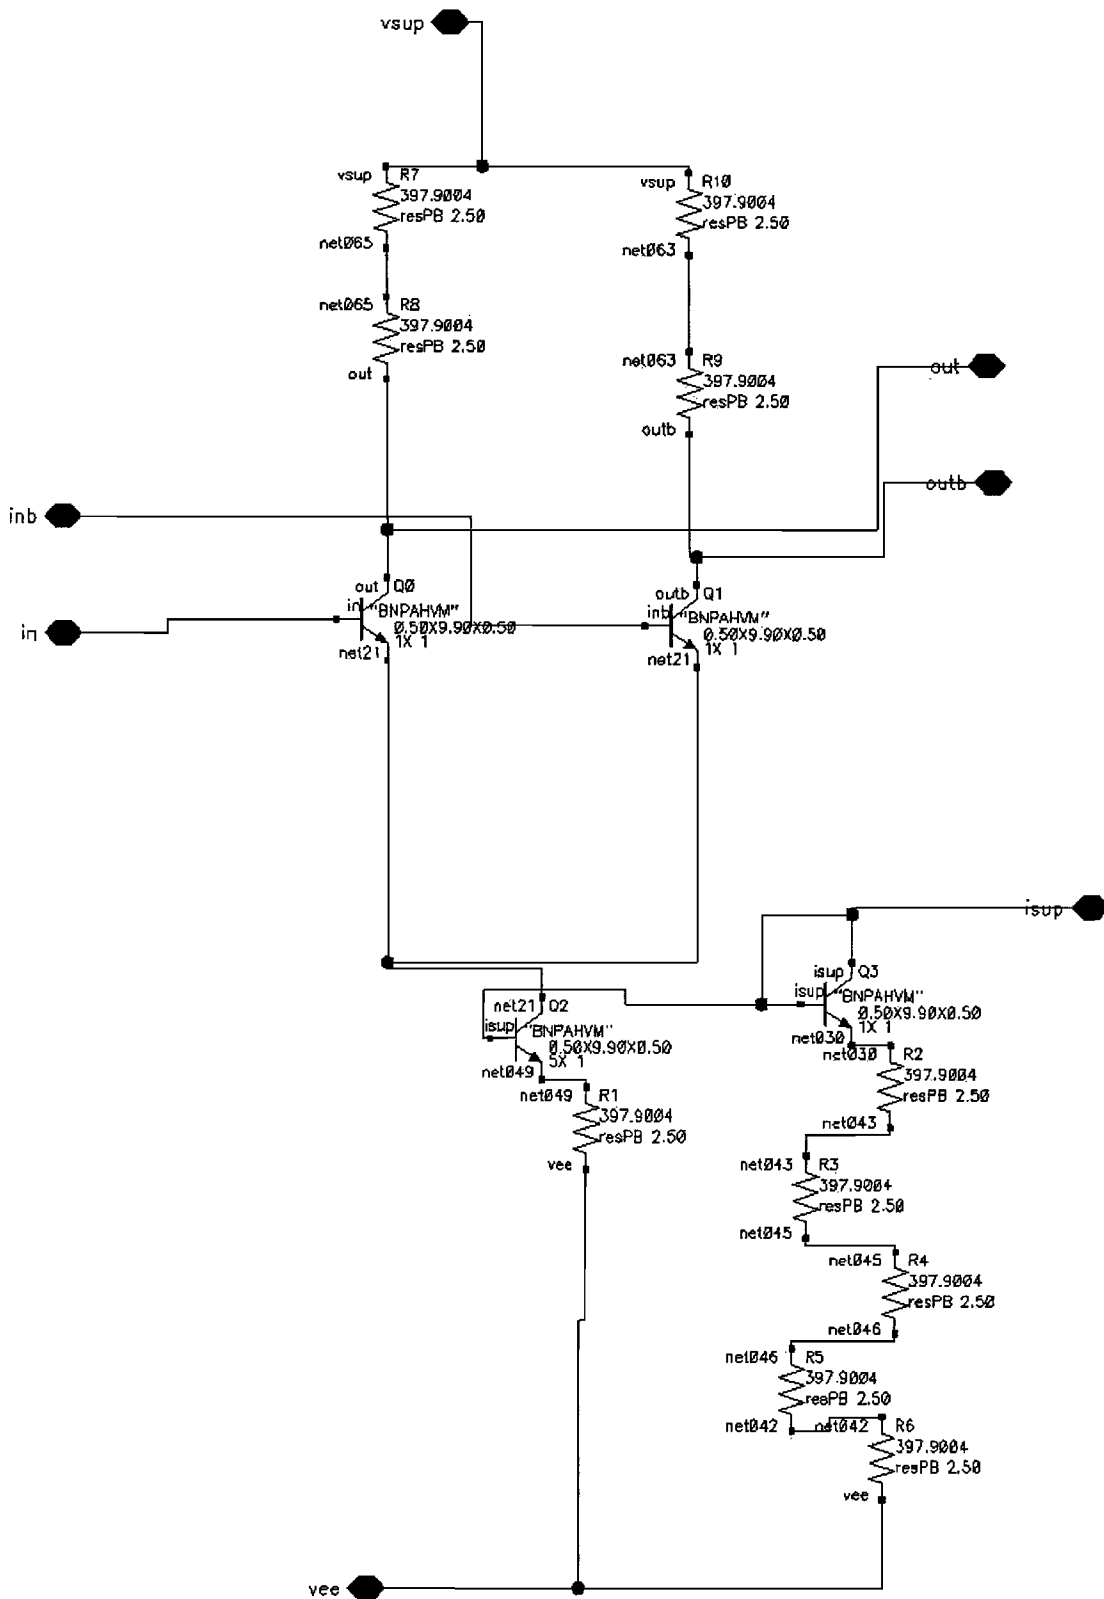 vsup
vsup
R7
397.9004
resPB 2.50
net065
vsup
R10
397.9004
resPB 2.50
net063
net065
R8
397.9004
resPB 2.50
out
net063
R9
397.9004
resPB 2.50
outb
out
outb
inb
in
out
Q0
in
"BNPAHVM"
0.50X9.90X0.50
1X 1
net21
outb
Q1
inb
"BNPAHVM"
0.50X9.90X0.50
1X 1
net21
isup
isup
Q3
isup
"BNPAHVM"
0.50X9.90X0.50
1X 1
net030
net030
net21
Q2
isup
"BNPAHVM"
0.50X9.90X0.50
5X 1
net049
net049
R1
397.9004
resPB 2.50
vee
R2
397.9004
resPB 2.50
net043
net043
R3
397.9004
resPB 2.50
net045
net045
R4
397.9004
resPB 2.50
net046
net046
R5
397.9004
resPB 2.50
net042
net042
R6
397.9004
resPB 2.50
vee
vee